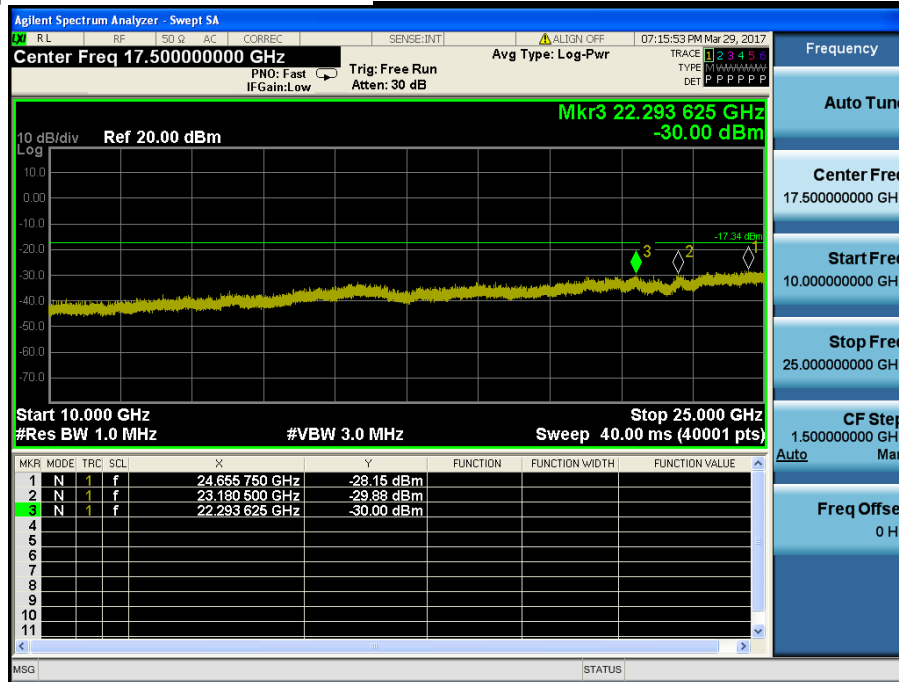 Agilent Spectrum Analyzer - Swept SA
LXI RL RF 50 Ω AC CORREC SENSE:INT ALIGN OFF 07:15:53 PM Mar 29, 2017
Center Freq 17.500000000 GHz
PNO: Fast
IFGain:Low
Trig: Free Run
Atten: 30 dB
Avg Type: Log-Pwr
TRACE 1 2 3 4 5 6
TYPE M W W W W W
DET P P P P P P
Mkr3 22.293 625 GHz
-30.00 dBm
10 dB/div Ref 20.00 dBm
Log
10.0
0.00
-10.0
-20.0
-30.0
-40.0
-50.0
-60.0
-70.0
-17.34 dBm
3 2 1
Start 10.000 GHz Stop 25.000 GHz
#Res BW 1.0 MHz #VBW 3.0 MHz Sweep 40.00 ms (40001 pts)
MKR MODE TRC SCL X Y FUNCTION FUNCTION WIDTH FUNCTION VALUE
1 N 1 f 24.655 750 GHz -28.15 dBm
2 N 1 f 23.180 500 GHz -29.88 dBm
3 N 1 f 22.293 625 GHz -30.00 dBm
4
5
6
7
8
9
10
11
MSG STATUS
Frequency
Auto Tun
Center Fre
17.500000000 GH
Start Fre
10.000000000 GH
Stop Fre
25.000000000 GH
CF Ste
1.500000000 GH
Auto Ma
Freq Offse
0 H